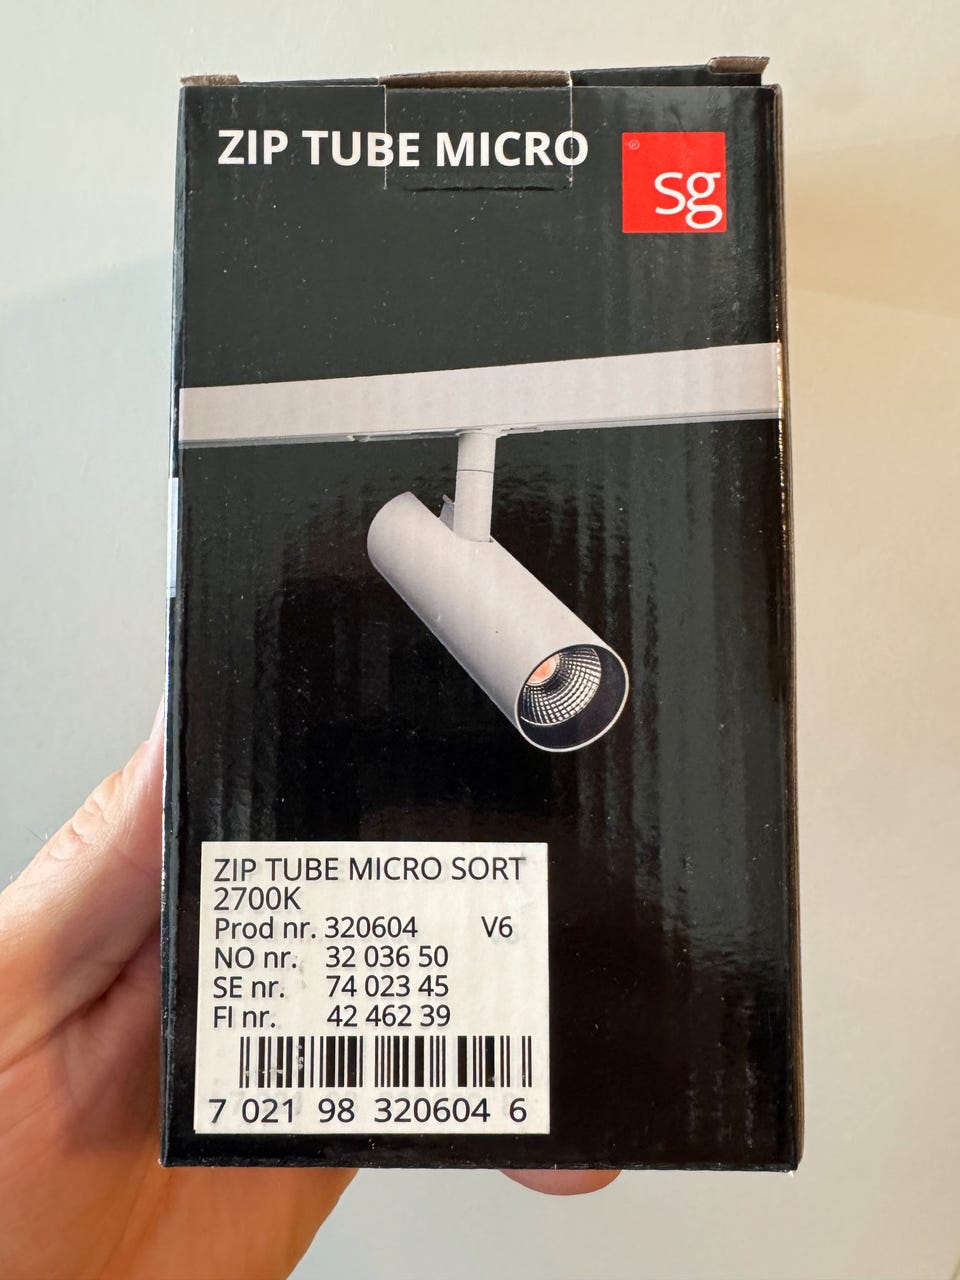 ZIP TUBE MICRO
sg
ZIP TUBE MICRO SORT
2700K
Prod nr. 320604 V6
NO nr. 32 036 50
SE nr. 74 023 45
FI nr. 42 462 39
7 021 98 320604 6